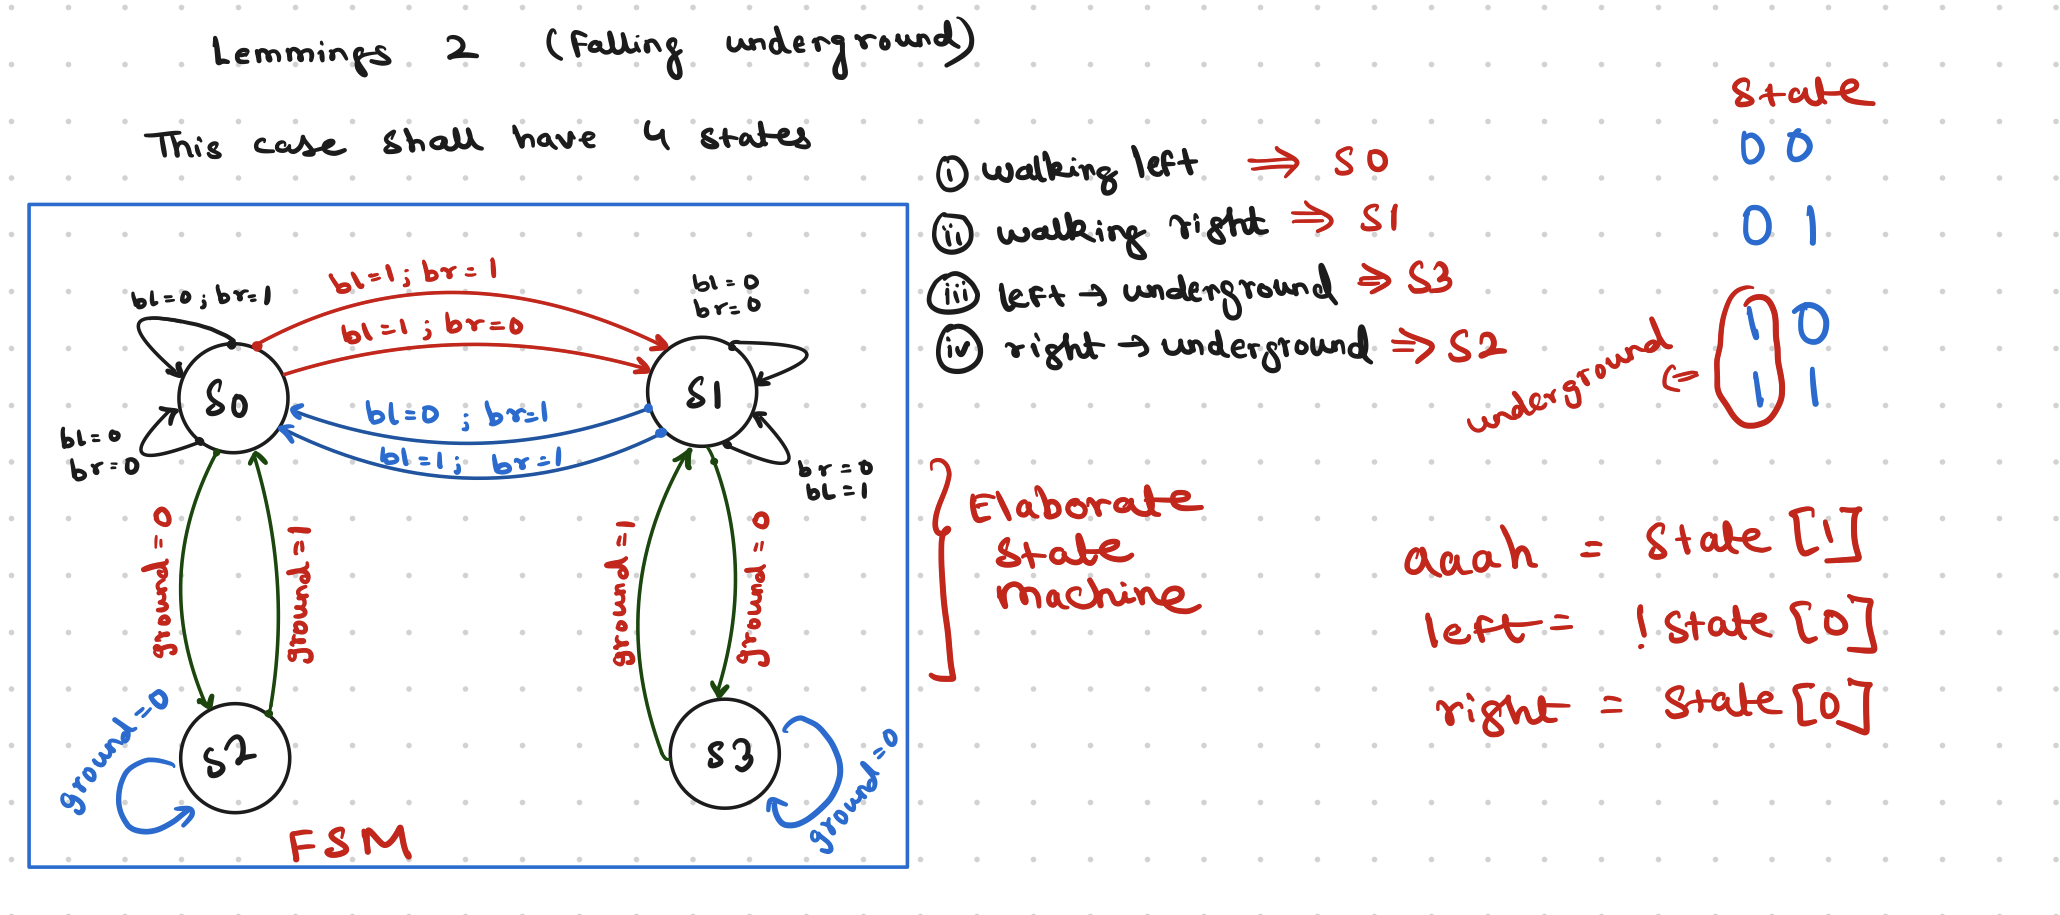 Lemmings 2 (Falling underground)
This case shall have 4 states
(i) walking left ⇒ S0
(ii) walking right ⇒ S1
(iii) left → underground ⇒ S3
(iv) right → underground ⇒ S2
state
0 0
0 1
1 0
1 1
underground ⇐
bl=0 ; br=1
bl=1 ; br=1
bl=1 ; br=0
bl=0
br=0
S0
S1
bl=0 ; br=1
bl=1 ; br=1
bl=0
br=0
br=0
bl=1
ground=0
ground=1
ground=1
ground=0
ground=0
S2
S3
ground=0
FSM
Elaborate
state
machine
aaah = state [1]
left = ! state [0]
right = state [0]